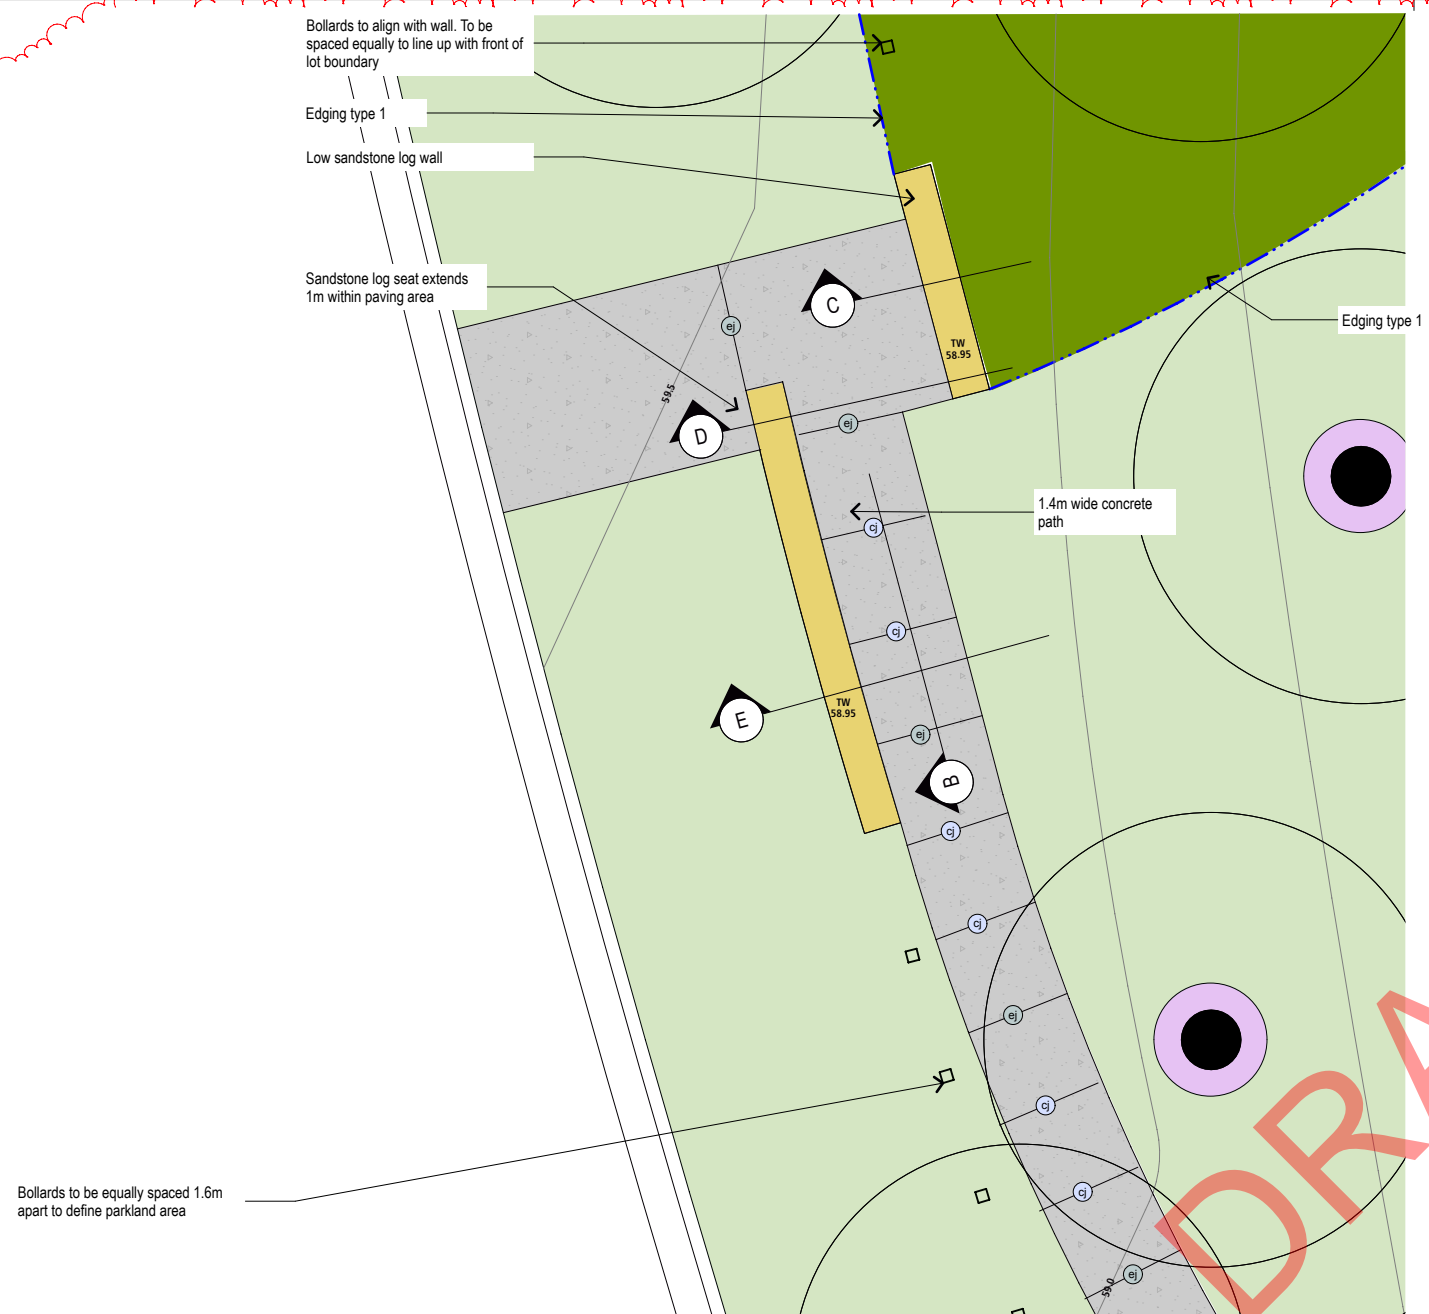 Bollards to align with wall. To be
spaced equally to line up with front of
lot boundary
Edging type 1
Low sandstone log wall
Sandstone log seat extends
1m within paving area
C
ej
TW
58.95
Edging type 1
59.5
D
ej
1.4m wide concrete
path
cj
cj
E
TW
58.95
ej
B
cj
cj
ej
cj
cj
Bollards to be equally spaced 1.6m
apart to define parkland area
ej
59.0
DRA